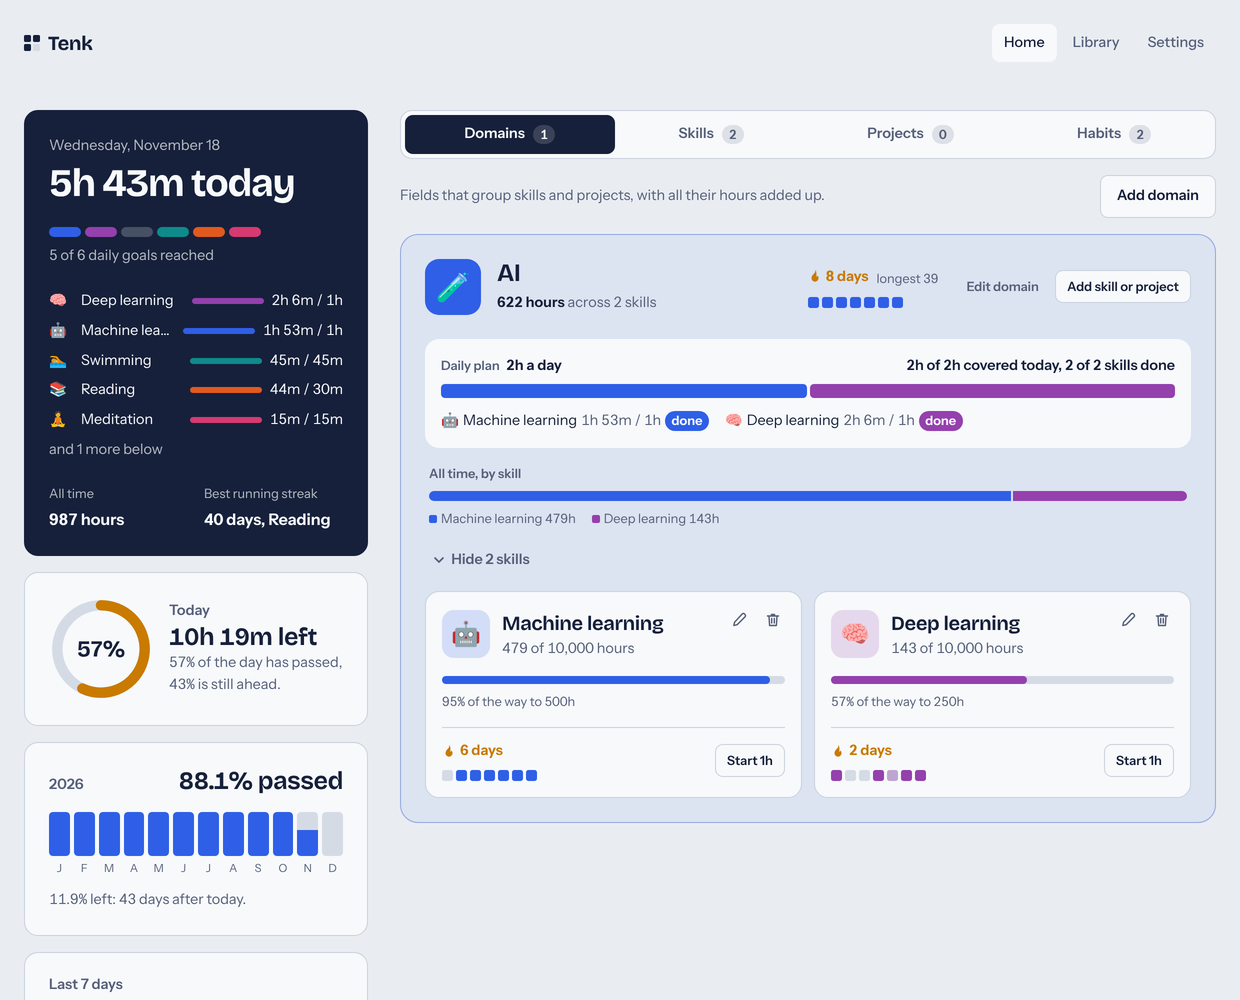 Tenk
Home
Library
Settings
Wednesday, November 18
5h 43m today
5 of 6 daily goals reached
Deep learning 2h 6m / 1h
Machine lea... 1h 53m / 1h
Swimming 45m / 45m
Reading 44m / 30m
Meditation 15m / 15m
and 1 more below
All time
987 hours
Best running streak
40 days, Reading
57%
Today
10h 19m left
57% of the day has passed,
43% is still ahead.
2026
88.1% passed
J F M A M J J A S O N D
11.9% left: 43 days after today.
Last 7 days
Domains 1
Skills 2
Projects 0
Habits 2
Fields that group skills and projects, with all their hours added up.
Add domain
AI
622 hours across 2 skills
8 days longest 39
Edit domain
Add skill or project
Daily plan 2h a day
2h of 2h covered today, 2 of 2 skills done
Machine learning 1h 53m / 1h done
Deep learning 2h 6m / 1h done
All time, by skill
Machine learning 479h
Deep learning 143h
Hide 2 skills
Machine learning
479 of 10,000 hours
95% of the way to 500h
6 days
Start 1h
Deep learning
143 of 10,000 hours
57% of the way to 250h
2 days
Start 1h